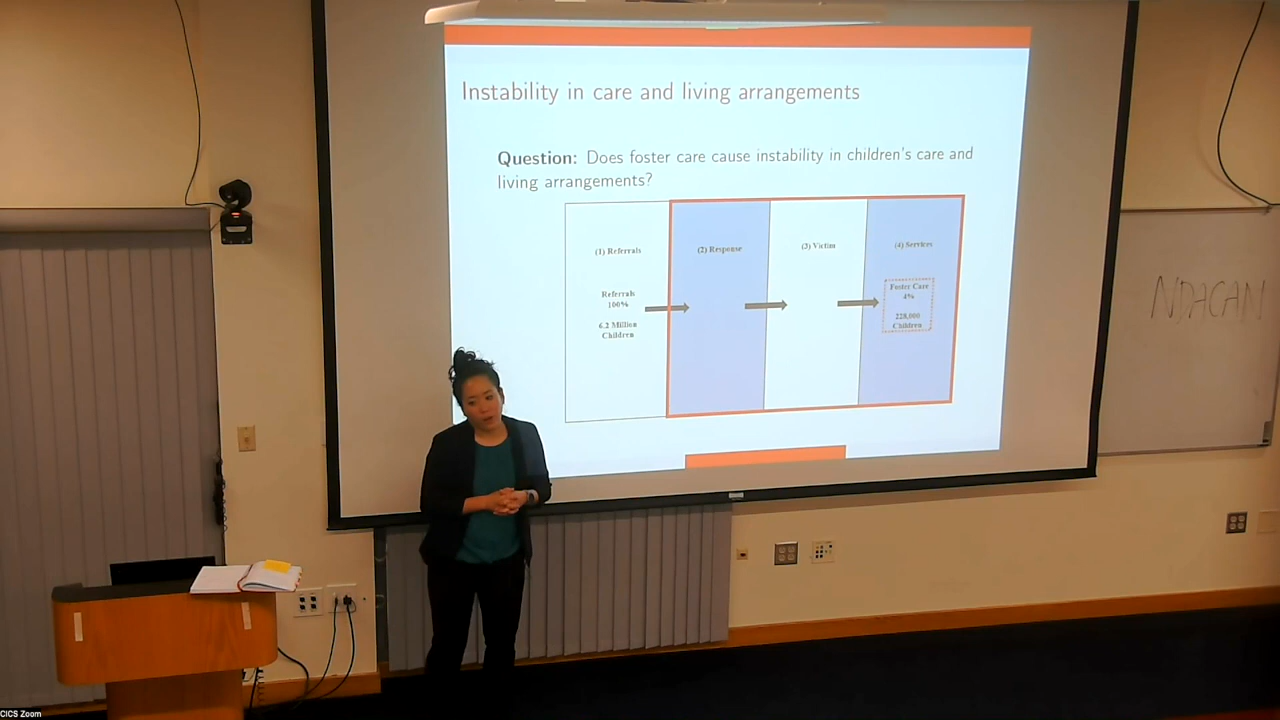 Instability in care and living arrangements
Question: Does foster care cause instability in children's care and
living arrangements?
(1) Referrals
Referrals
100%
6.2 Million
Children
(2) Response
(3) Victim
(4) Services
Foster Care
4%
228,000
Children
NDACAN
CICS Zoom